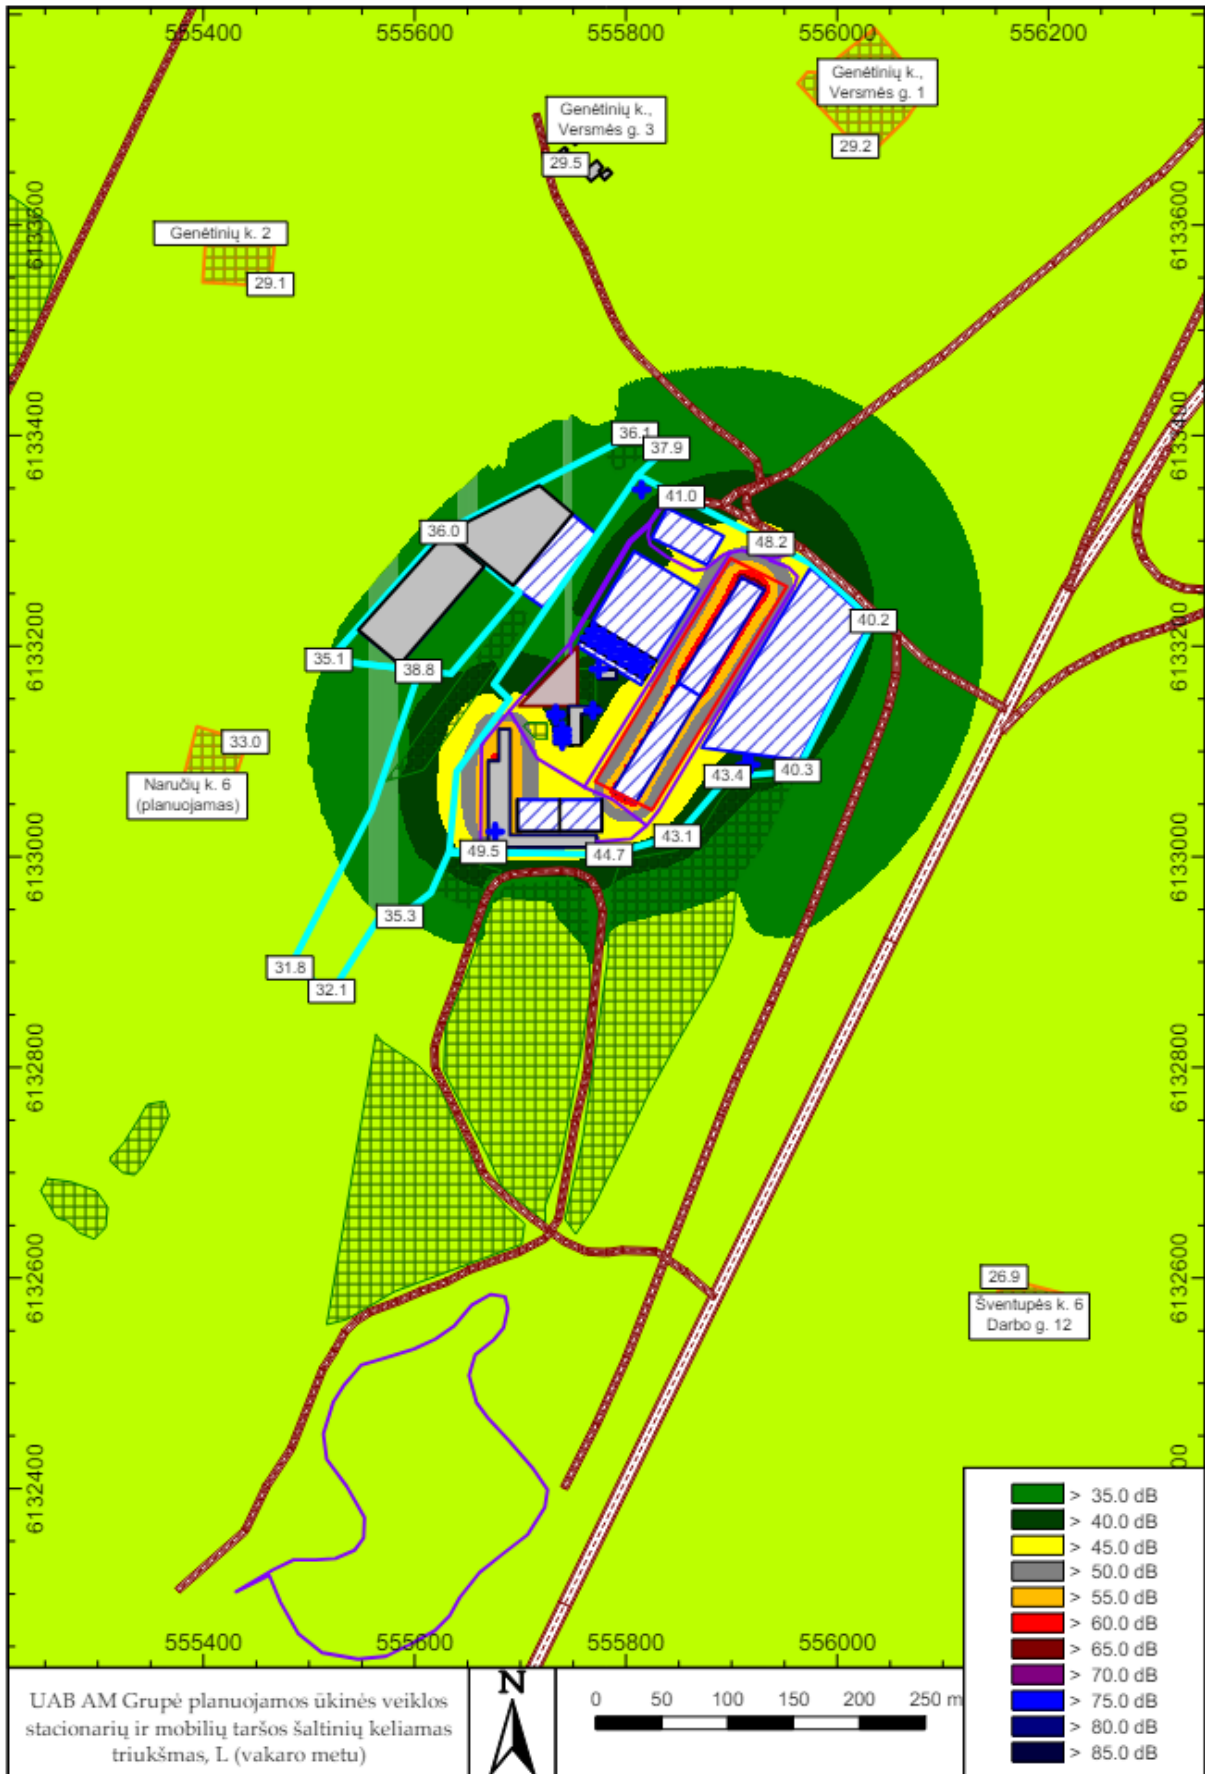 555400 555600 555800 556000 556200
Genėtinių k.,
Versmės g. 1
29.2
Genėtinių k.,
Versmės g. 3
29.5
6133600
6133600
Genėtinių k. 2
29.1
6133400
6133400
36.1
37.9
41.0
36.0
48.2
40.2
35.1
38.8
6133200
6133200
33.0
Naručių k. 6
(planuojamas)
43.4
40.3
43.1
49.5
44.7
6133000
6133000
35.3
31.8
32.1
6132800
6132800
26.9
Šventupės k. 6
Darbo g. 12
6132600
6132600
6132400
00
> 35.0 dB
> 40.0 dB
> 45.0 dB
> 50.0 dB
> 55.0 dB
> 60.0 dB
> 65.0 dB
> 70.0 dB
> 75.0 dB
> 80.0 dB
> 85.0 dB
555400 555600 555800 556000
UAB AM Grupė planuojamos ūkinės veiklos
stacionarių ir mobilių taršos šaltinių keliamas
triukšmas, L (vakaro metu)
N
0 50 100 150 200 250 m